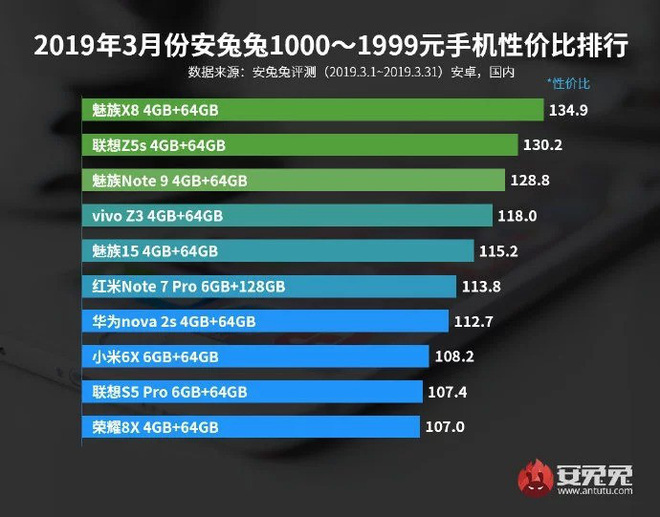 2019年3月份安兔兔1000～1999元手机性价比排行
数据来源：安兔兔评测（2019.3.1~2019.3.31）安卓，国内
*性价比
魅族X8 4GB+64GB 134.9
联想Z5s 4GB+64GB 130.2
魅族Note 9 4GB+64GB 128.8
vivo Z3 4GB+64GB 118.0
魅族15 4GB+64GB 115.2
红米Note 7 Pro 6GB+128GB 113.8
华为nova 2s 4GB+64GB 112.7
小米6X 6GB+64GB 108.2
联想S5 Pro 6GB+64GB 107.4
荣耀8X 4GB+64GB 107.0
安兔兔
www.antutu.com